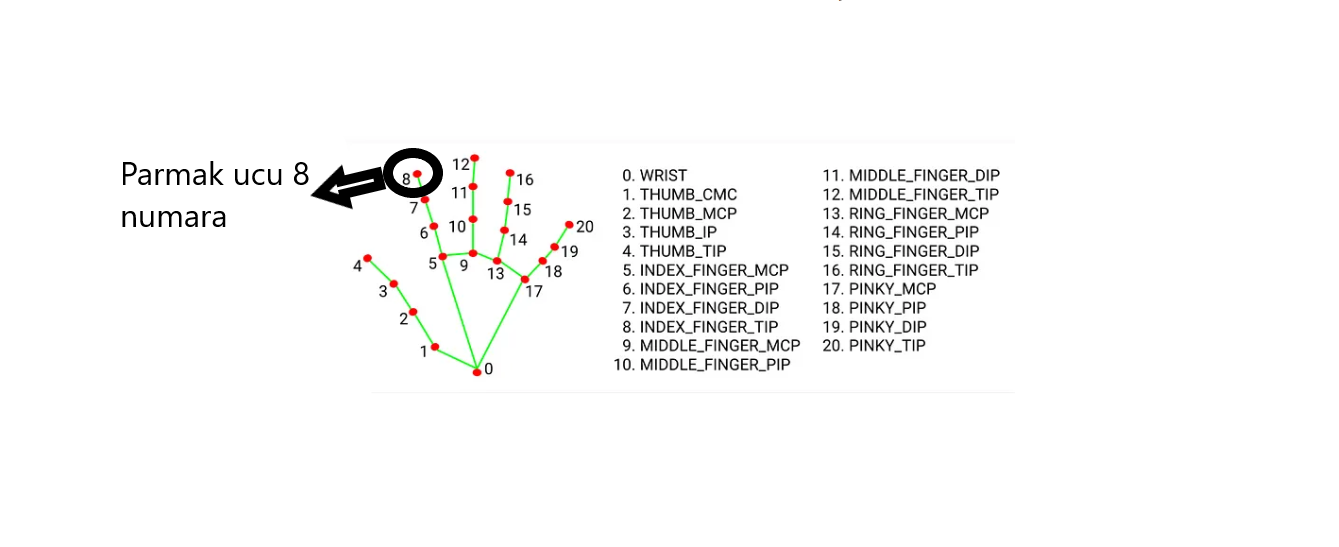 Parmak ucu 8
numara
8
7
6
5
12
11
10
9
16
15
14
13
20
19
18
17
4
3
2
1
0
0. WRIST
1. THUMB_CMC
2. THUMB_MCP
3. THUMB_IP
4. THUMB_TIP
5. INDEX_FINGER_MCP
6. INDEX_FINGER_PIP
7. INDEX_FINGER_DIP
8. INDEX_FINGER_TIP
9. MIDDLE_FINGER_MCP
10. MIDDLE_FINGER_PIP
11. MIDDLE_FINGER_DIP
12. MIDDLE_FINGER_TIP
13. RING_FINGER_MCP
14. RING_FINGER_PIP
15. RING_FINGER_DIP
16. RING_FINGER_TIP
17. PINKY_MCP
18. PINKY_PIP
19. PINKY_DIP
20. PINKY_TIP